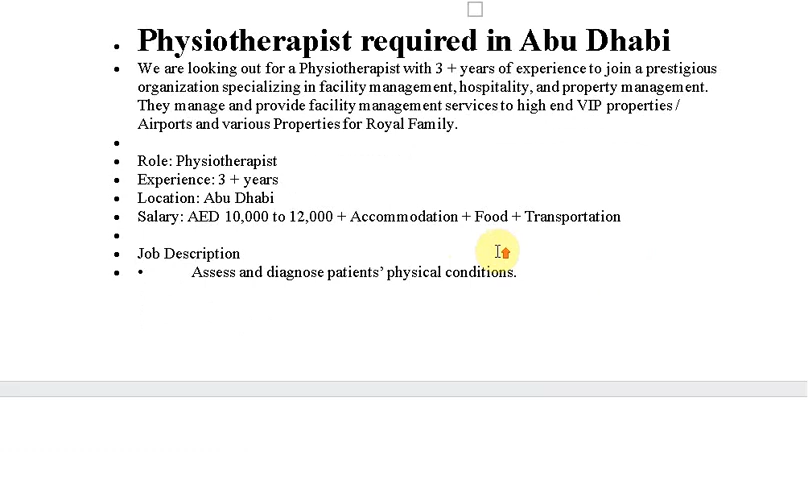 • Physiotherapist required in Abu Dhabi
• We are looking out for a Physiotherapist with 3 + years of experience to join a prestigious
organization specializing in facility management, hospitality, and property management.
They manage and provide facility management services to high end VIP properties /
Airports and various Properties for Royal Family.
•
• Role: Physiotherapist
• Experience: 3 + years
• Location: Abu Dhabi
• Salary: AED 10,000 to 12,000 + Accommodation + Food + Transportation
•
• Job Description
• • Assess and diagnose patients’ physical conditions.